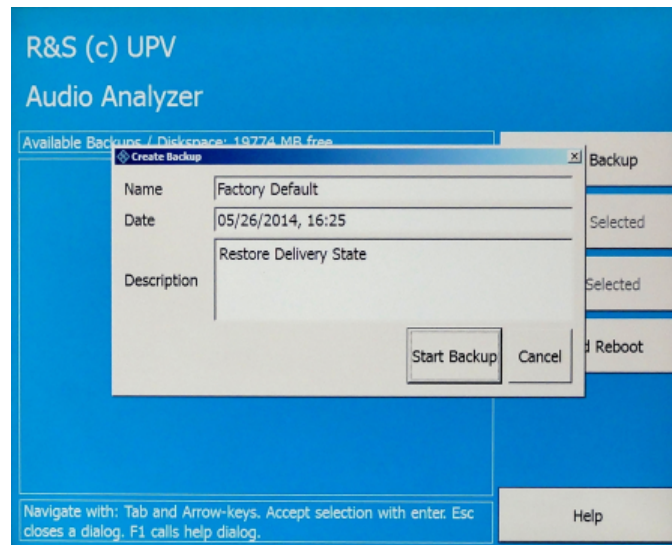 R&S (c) UPV
Audio Analyzer
Available Backups / Diskspace: 19774 MB free
Create Backup
Name
Factory Default
Date
05/26/2014, 16:25
Description
Restore Delivery State
Start Backup
Cancel
Backup
Selected
Selected
Reboot
Navigate with: Tab and Arrow-keys. Accept selection with enter. Esc
closes a dialog. F1 calls help dialog.
Help